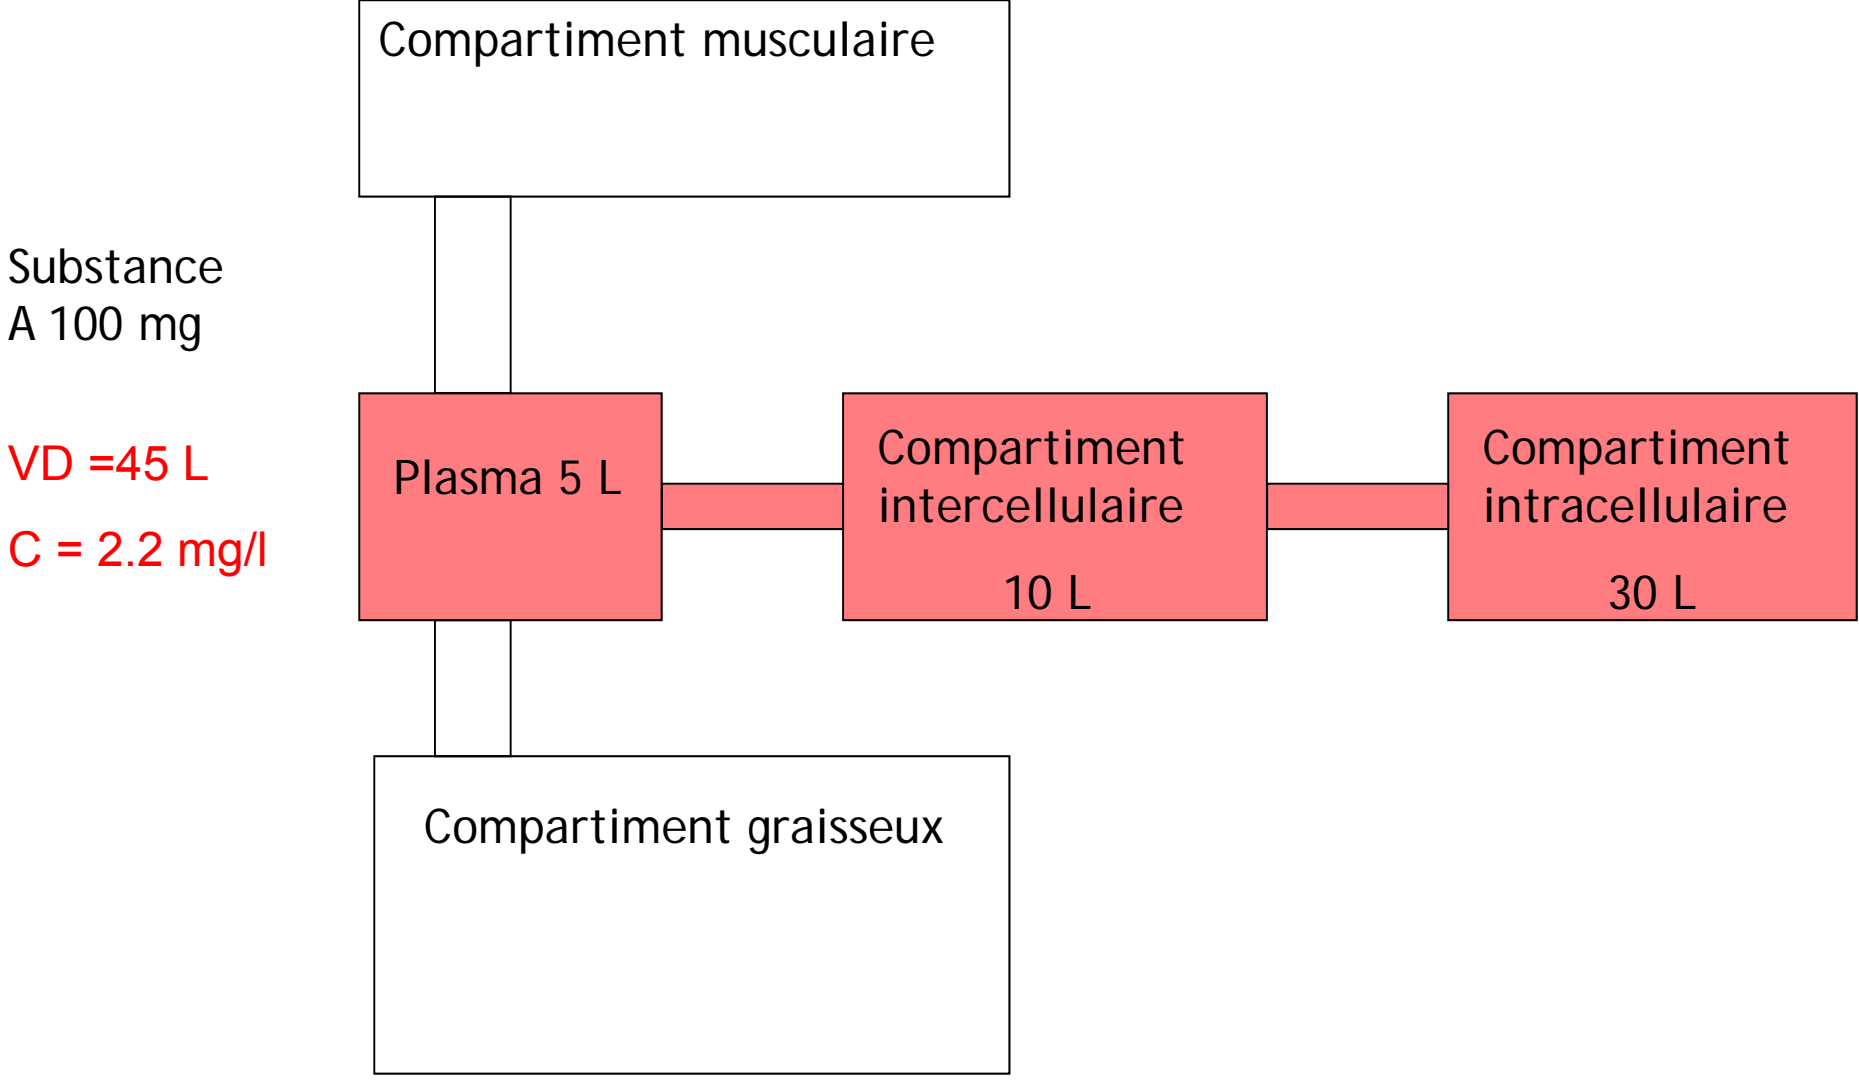 Compartiment musculaire
Substance
A 100 mg
VD =45 L
C = 2.2 mg/l
Plasma 5 L
Compartiment
intercellulaire
10 L
Compartiment
intracellulaire
30 L
Compartiment graisseux